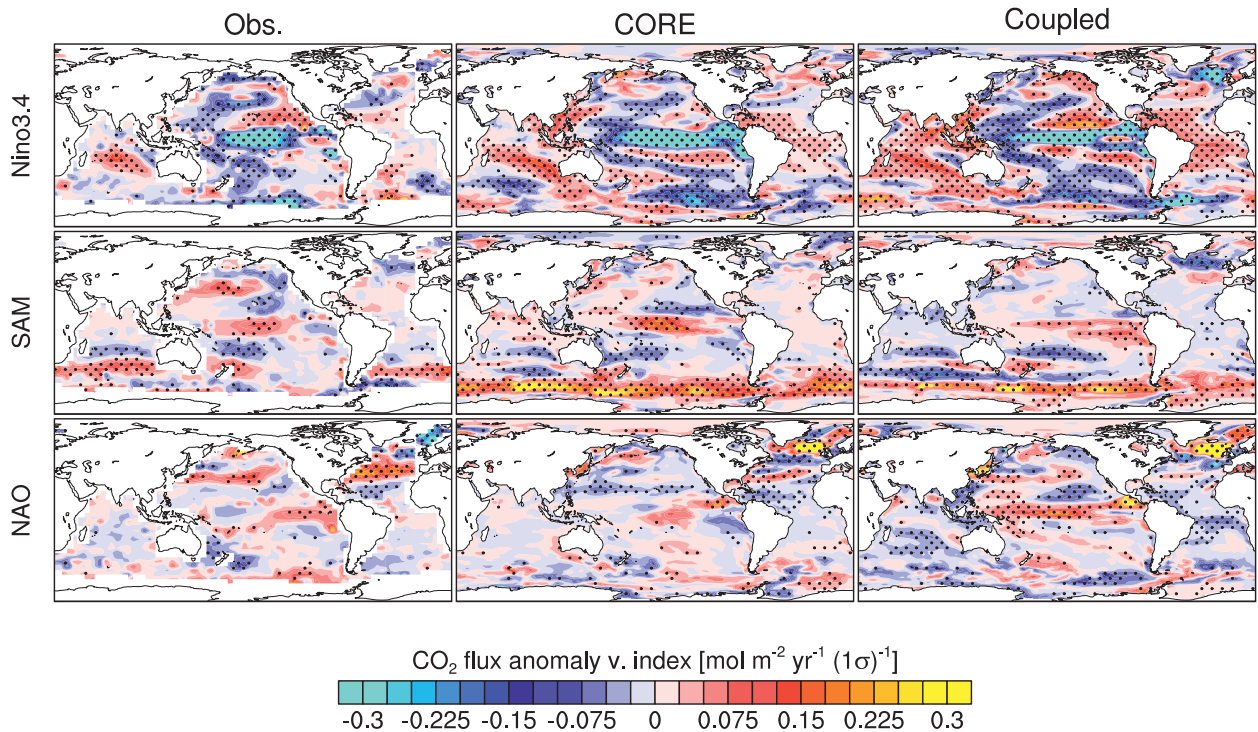 Obs. CORE Coupled
Nino3.4
SAM
NAO
CO₂ flux anomaly v. index [mol m⁻² yr⁻¹ (1σ)⁻¹]
-0.3 -0.225 -0.15 -0.075 0 0.075 0.15 0.225 0.3